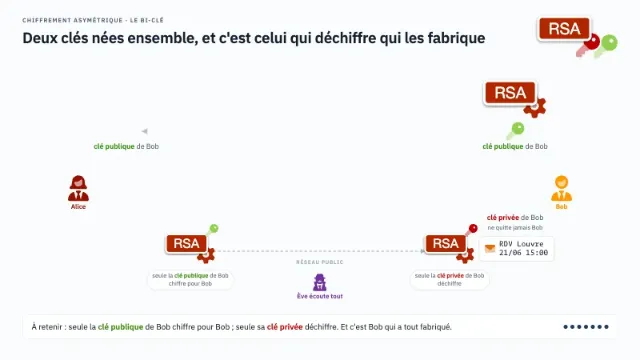 CHIFFREMENT ASYMÉTRIQUE - LE BI-CLÉ
Deux clés nées ensemble, et c'est celui qui déchiffre qui les fabrique
RSA
RSA
clé publique de Bob
clé publique de Bob
Alice
Bob
clé privée de Bob
ne quitte jamais Bob
RSA
RSA
RDV Louvre
21/06 15:00
RÉSEAU PUBLIC
seule la clé publique de Bob
chiffre pour Bob
seule la clé privée de Bob
déchiffre
Ève écoute tout
À retenir : seule la clé publique de Bob chiffre pour Bob ; seule sa clé privée déchiffre. Et c'est Bob qui a tout fabriqué.